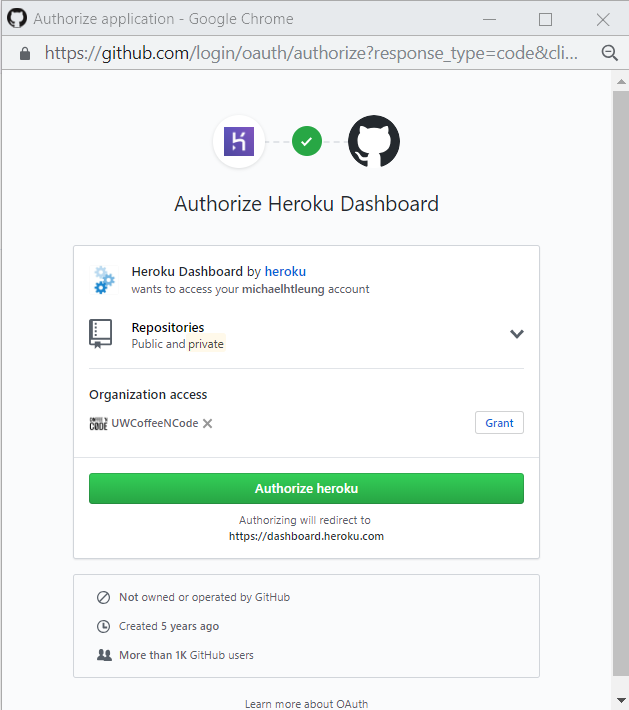 Authorize application - Google Chrome
https://github.com/login/oauth/authorize?response_type=code&cli...
Authorize Heroku Dashboard
Heroku Dashboard by heroku
wants to access your michaelhtleung account
Repositories
Public and private
Organization access
COFFEE 'N CODE UWCoffeeNCode
Grant
Authorize heroku
Authorizing will redirect to
https://dashboard.heroku.com
Not owned or operated by GitHub
Created 5 years ago
More than 1K GitHub users
Learn more about OAuth